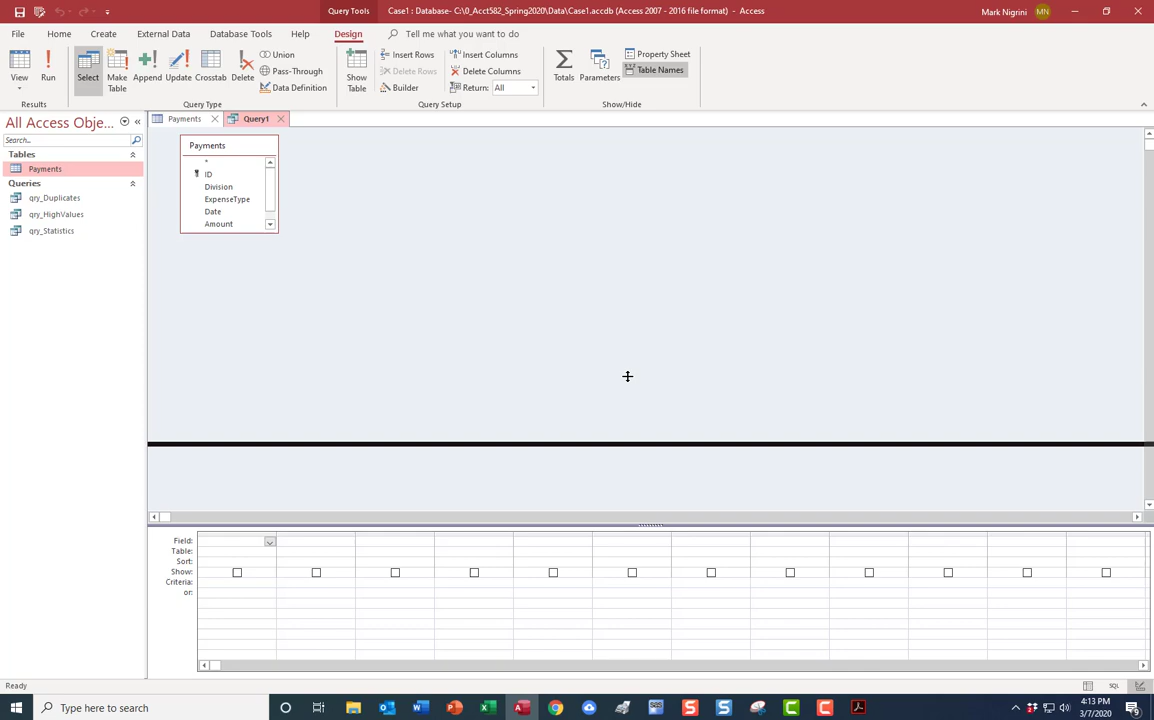 Query Tools
Case1 : Database- C:\0_Acct582_Spring2020\Data\Case1.accdb (Access 2007 - 2016 file format) - Access
Mark Nigrini MN
File Home Create External Data Database Tools Help Design Tell me what you want to do
View Run Select Make Table Append Update Crosstab Delete
Union
Pass-Through
Data Definition
Show Table
Insert Rows
Delete Rows
Builder
Insert Columns
Delete Columns
Return: All
Totals Parameters
Property Sheet
Table Names
Results Query Type Query Setup Show/Hide
All Access Obje...
Search...
Tables
Payments
Queries
qry_Duplicates
qry_HighValues
qry_Statistics
Payments Query1
Payments
*
ID
Division
ExpenseType
Date
Amount
Field:
Table:
Sort:
Show:
Criteria:
or:
Ready
SQL
Type here to search
4:13 PM
3/7/2020
9